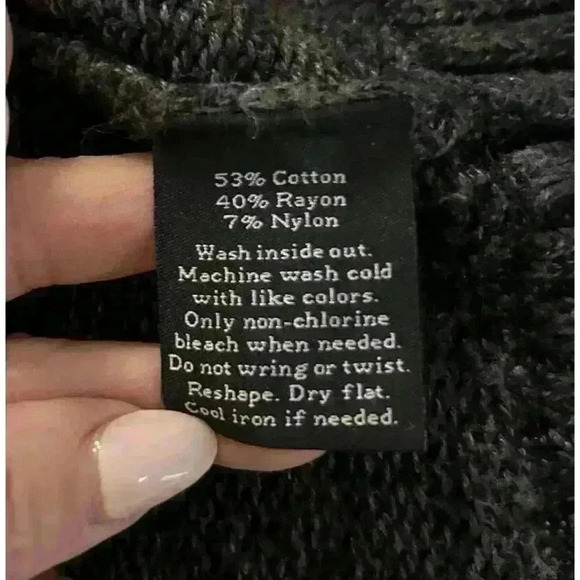 53% Cotton
40% Rayon
7% Nylon
Wash inside out.
Machine wash cold
with like colors.
Only non-chlorine
bleach when needed.
Do not wring or twist.
Reshape. Dry flat.
Cool iron if needed.